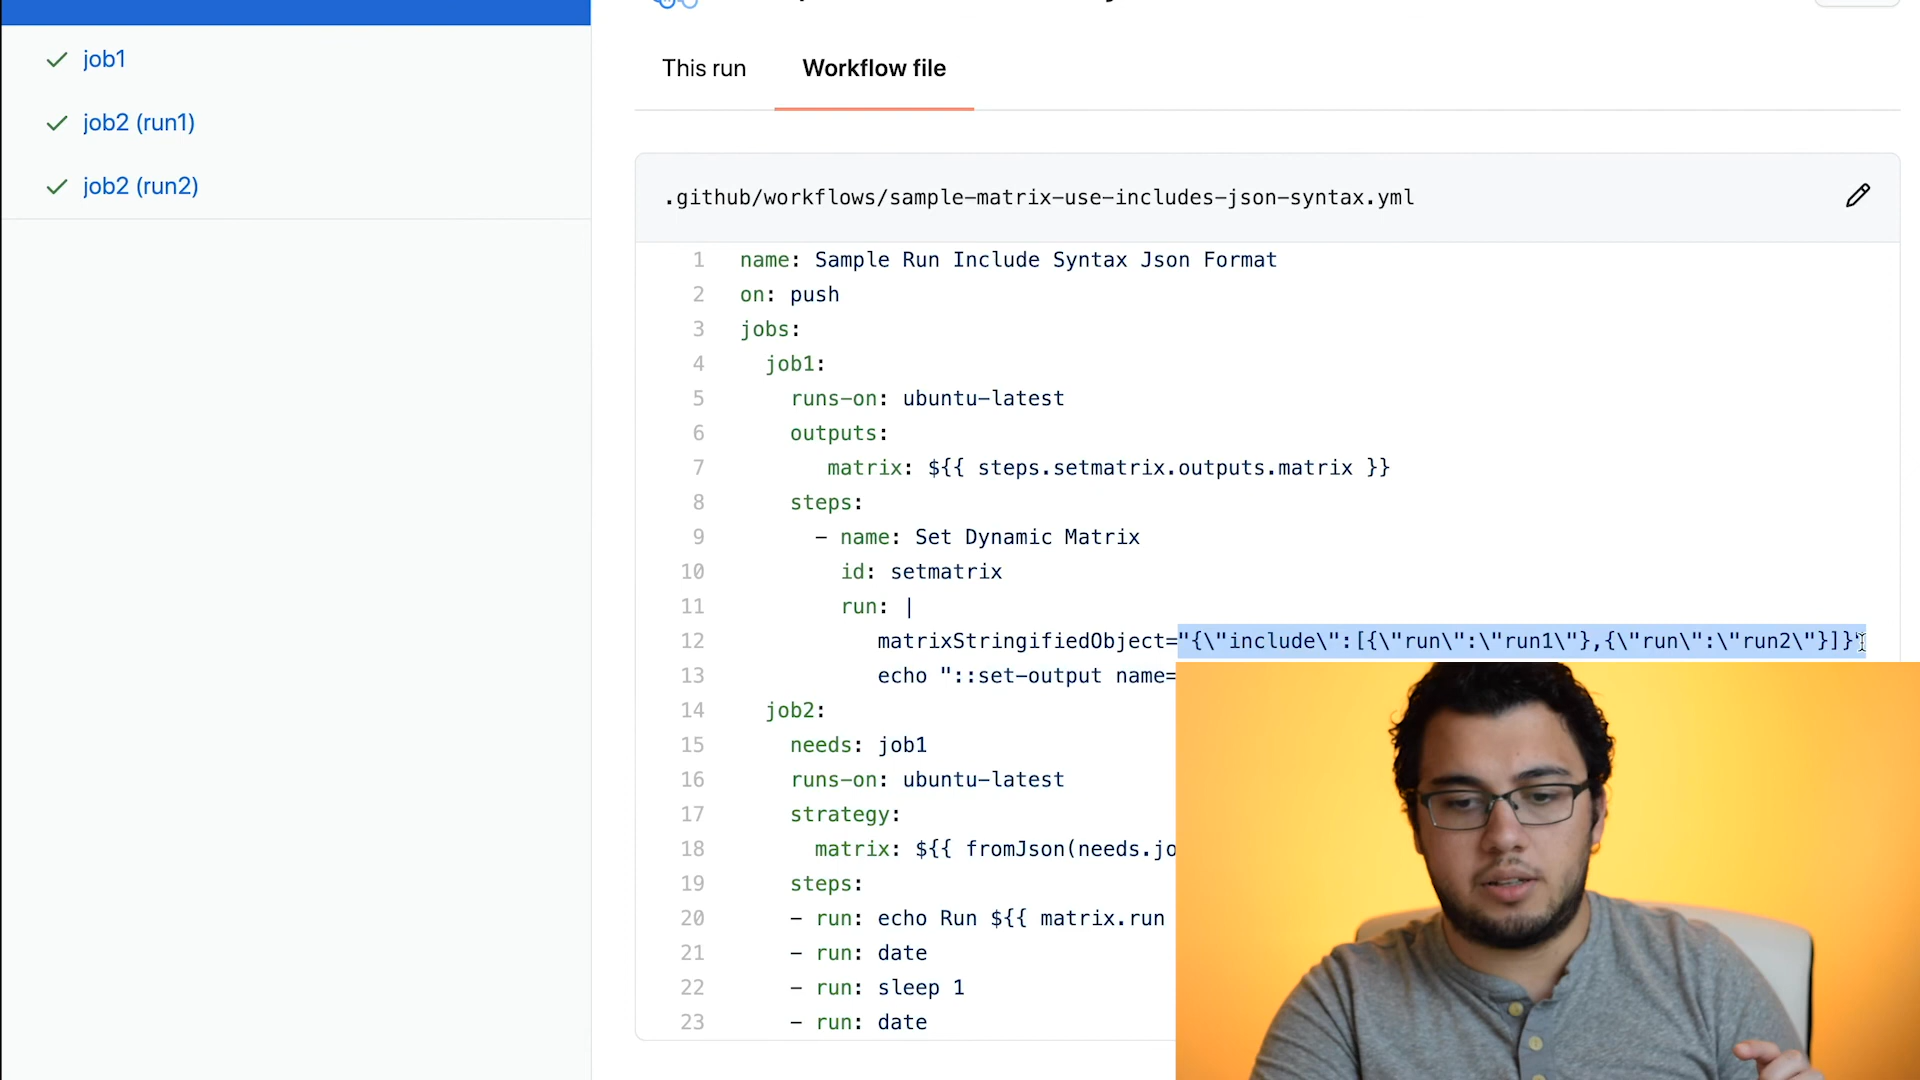 job1
job2 (run1)
job2 (run2)
This run
Workflow file
.github/workflows/sample-matrix-use-includes-json-syntax.yml
1 name: Sample Run Include Syntax Json Format
2 on: push
3 jobs:
4 job1:
5 runs-on: ubuntu-latest
6 outputs:
7 matrix: ${{ steps.setmatrix.outputs.matrix }}
8 steps:
9 - name: Set Dynamic Matrix
10 id: setmatrix
11 run: |
12 matrixStringifiedObject="{\"include\":[{\"run\":\"run1\"},{\"run\":\"run2\"}]}"
13 echo "::set-output name=
14 job2:
15 needs: job1
16 runs-on: ubuntu-latest
17 strategy:
18 matrix: ${{ fromJson(needs.jo
19 steps:
20 - run: echo Run ${{ matrix.run
21 - run: date
22 - run: sleep 1
23 - run: date